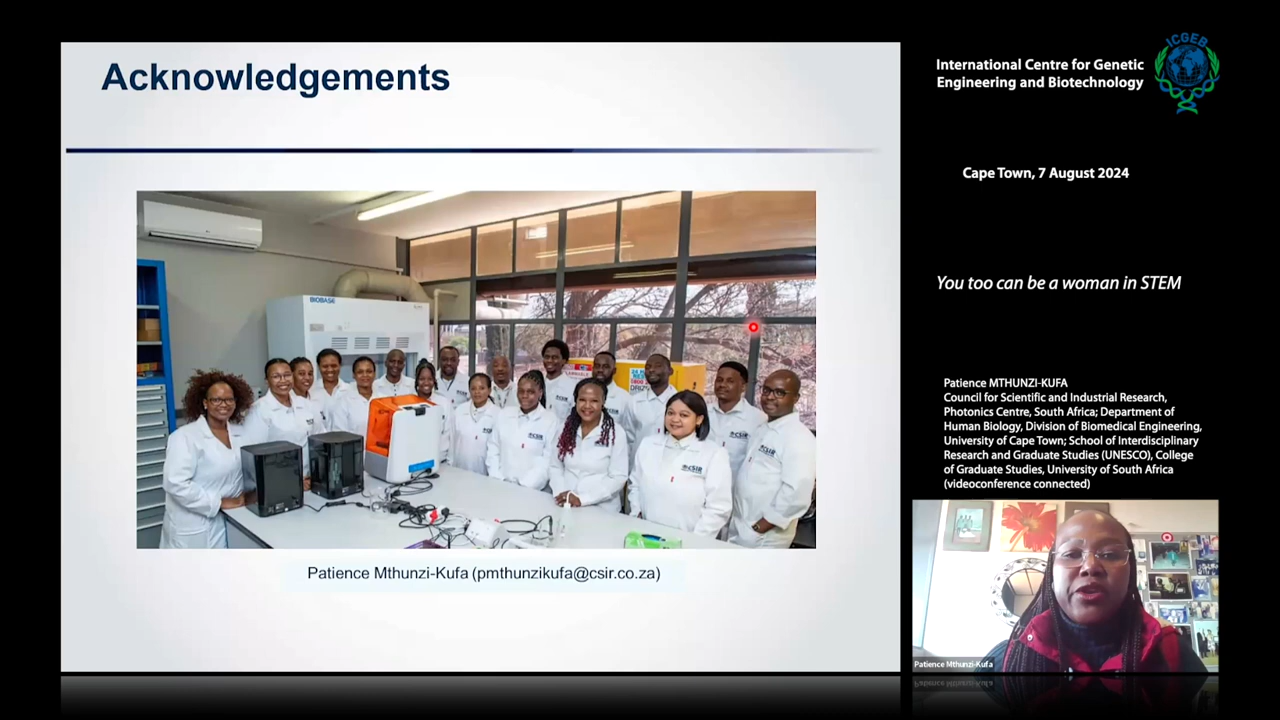 Acknowledgements
BIOBASE
CSIR
CSIR
CSIR
Patience Mthunzi-Kufa (pmthunzikufa@csir.co.za)
ICGEB
International Centre for Genetic
Engineering and Biotechnology
Cape Town, 7 August 2024
You too can be a woman in STEM
Patience MTHUNZI-KUFA
Council for Scientific and Industrial Research,
Photonics Centre, South Africa; Department of
Human Biology, Division of Biomedical Engineering,
University of Cape Town; School of Interdisciplinary
Research and Graduate Studies (UNESCO), College
of Graduate Studies, University of South Africa
(videoconference connected)
Patience Mthunzi-Kufa